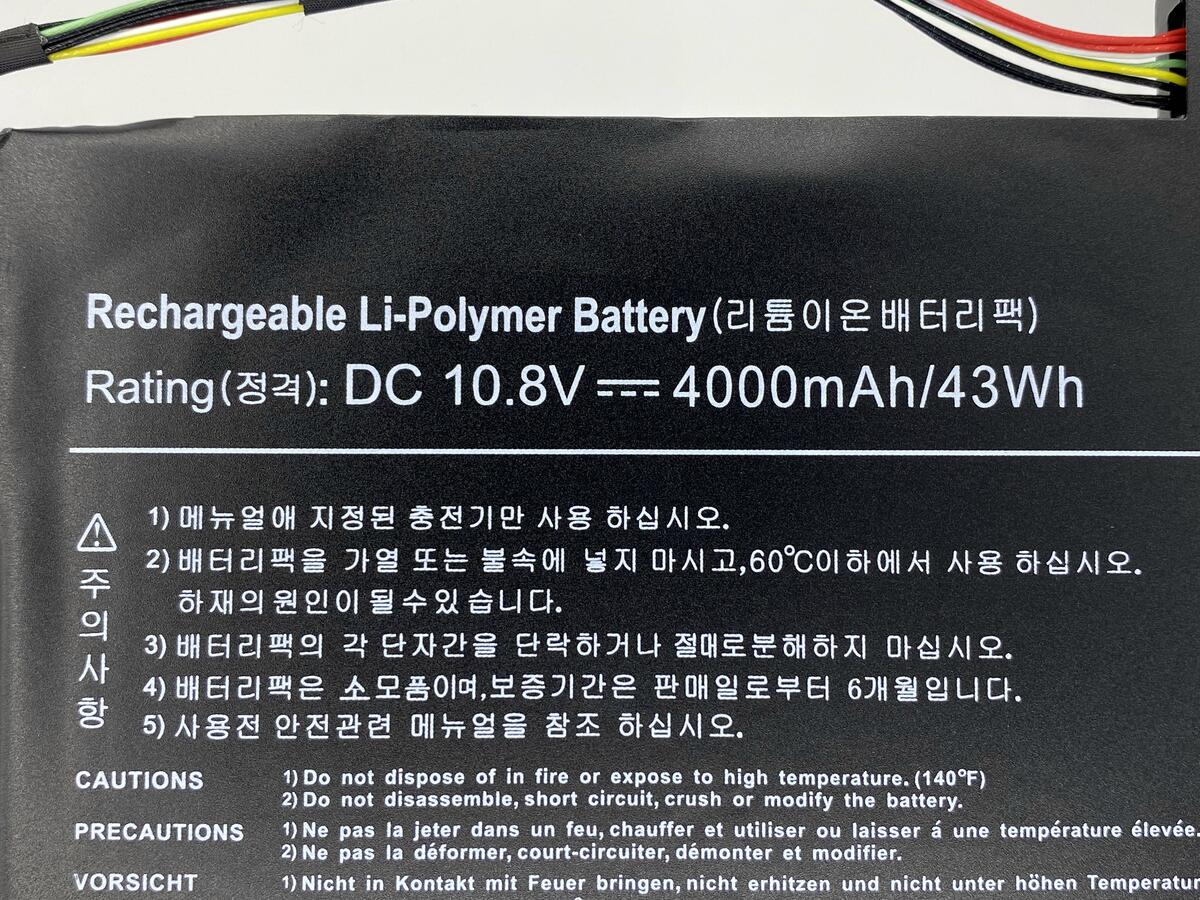 Rechargeable Li-Polymer Battery(리튬이온배터리팩)
Rating(정격): DC 10.8V ⎓ 4000mAh/43Wh
⚠ 주의사항
1) 메뉴얼애 지정된 충전기만 사용 하십시오.
2) 배터리팩을 가열 또는 불속에 넣지 마시고,60℃이하에서 사용 하십시오.
하재의원인이될수있습니다.
3) 배터리팩의 각 단자간을 단락하거나 절대로분해하지 마십시오.
4) 배터리팩은 소모품이며,보증기간은 판매일로부터 6개월입니다.
5) 사용전 안전관련 메뉴얼을 참조 하십시오.
CAUTIONS 1) Do not dispose of in fire or expose to high temperature. (140°F)
2) Do not disassemble, short circuit, crush or modify the battery.
PRECAUTIONS 1) Ne pas la jeter dans un feu, chauffer et utiliser ou laisser á une température élevée.
2) Ne pas la déformer, court-circuiter, démonter et modifier.
VORSICHT 1) Nicht in Kontakt mit Feuer bringen, nicht erhitzen und nicht unter höhen Temperatur